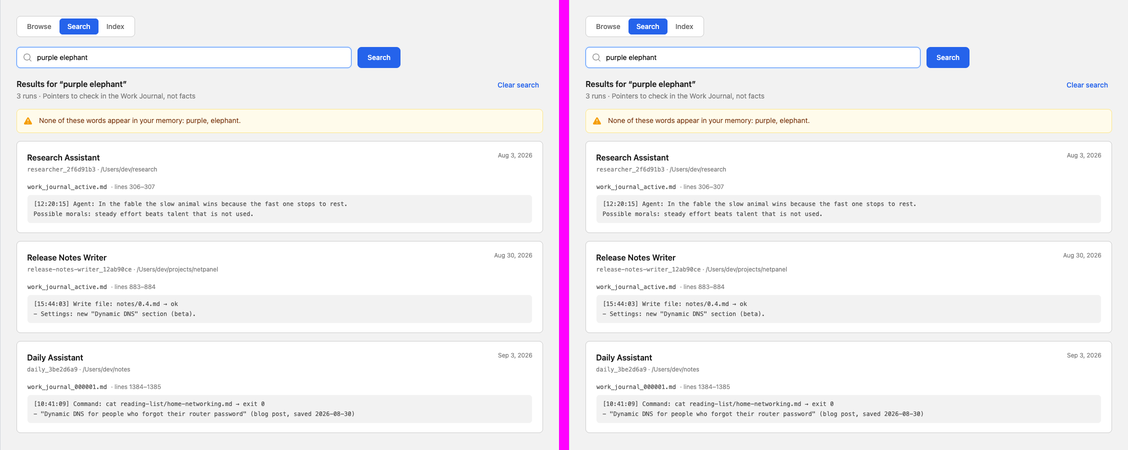 Browse Search Index
purple elephant Search
Results for “purple elephant” Clear search
3 runs · Pointers to check in the Work Journal, not facts
None of these words appear in your memory: purple, elephant.
Research Assistant Aug 3, 2026
researcher_2f6d91b3 · /Users/dev/research
work_journal_active.md · lines 306–307
[12:20:15] Agent: In the fable the slow animal wins because the fast one stops to rest.
Possible morals: steady effort beats talent that is not used.
Release Notes Writer Aug 30, 2026
release-notes-writer_12ab90ce · /Users/dev/projects/netpanel
work_journal_active.md · lines 883–884
[15:44:03] Write file: notes/0.4.md → ok
− Settings: new "Dynamic DNS" section (beta).
Daily Assistant Sep 3, 2026
daily_3be2d6a9 · /Users/dev/notes
work_journal_000001.md · lines 1384–1385
[10:41:09] Command: cat reading-list/home-networking.md → exit 0
− "Dynamic DNS for people who forgot their router password" (blog post, saved 2026-08-30)
Browse Search Index
purple elephant Search
Results for “purple elephant” Clear search
3 runs · Pointers to check in the Work Journal, not facts
None of these words appear in your memory: purple, elephant.
Research Assistant Aug 3, 2026
researcher_2f6d91b3 · /Users/dev/research
work_journal_active.md · lines 306–307
[12:20:15] Agent: In the fable the slow animal wins because the fast one stops to rest.
Possible morals: steady effort beats talent that is not used.
Release Notes Writer Aug 30, 2026
release-notes-writer_12ab90ce · /Users/dev/projects/netpanel
work_journal_active.md · lines 883–884
[15:44:03] Write file: notes/0.4.md → ok
− Settings: new "Dynamic DNS" section (beta).
Daily Assistant Sep 3, 2026
daily_3be2d6a9 · /Users/dev/notes
work_journal_000001.md · lines 1384–1385
[10:41:09] Command: cat reading-list/home-networking.md → exit 0
− "Dynamic DNS for people who forgot their router password" (blog post, saved 2026-08-30)